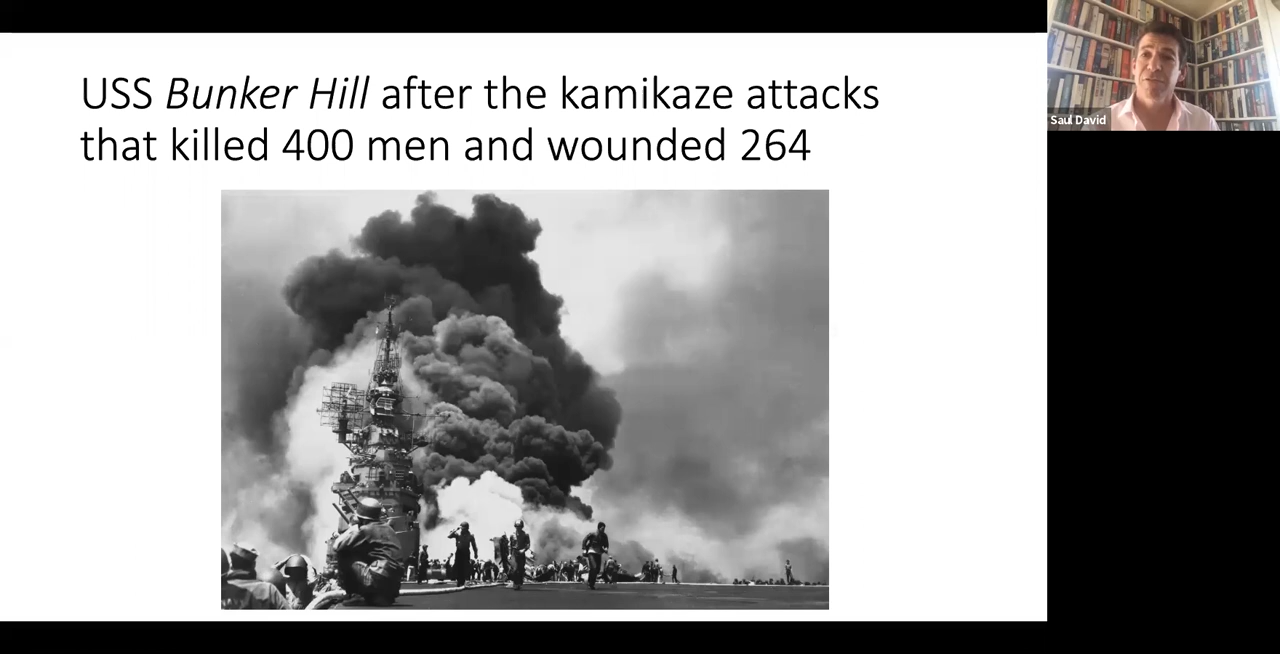 USS Bunker Hill after the kamikaze attacks
that killed 400 men and wounded 264
Saul David